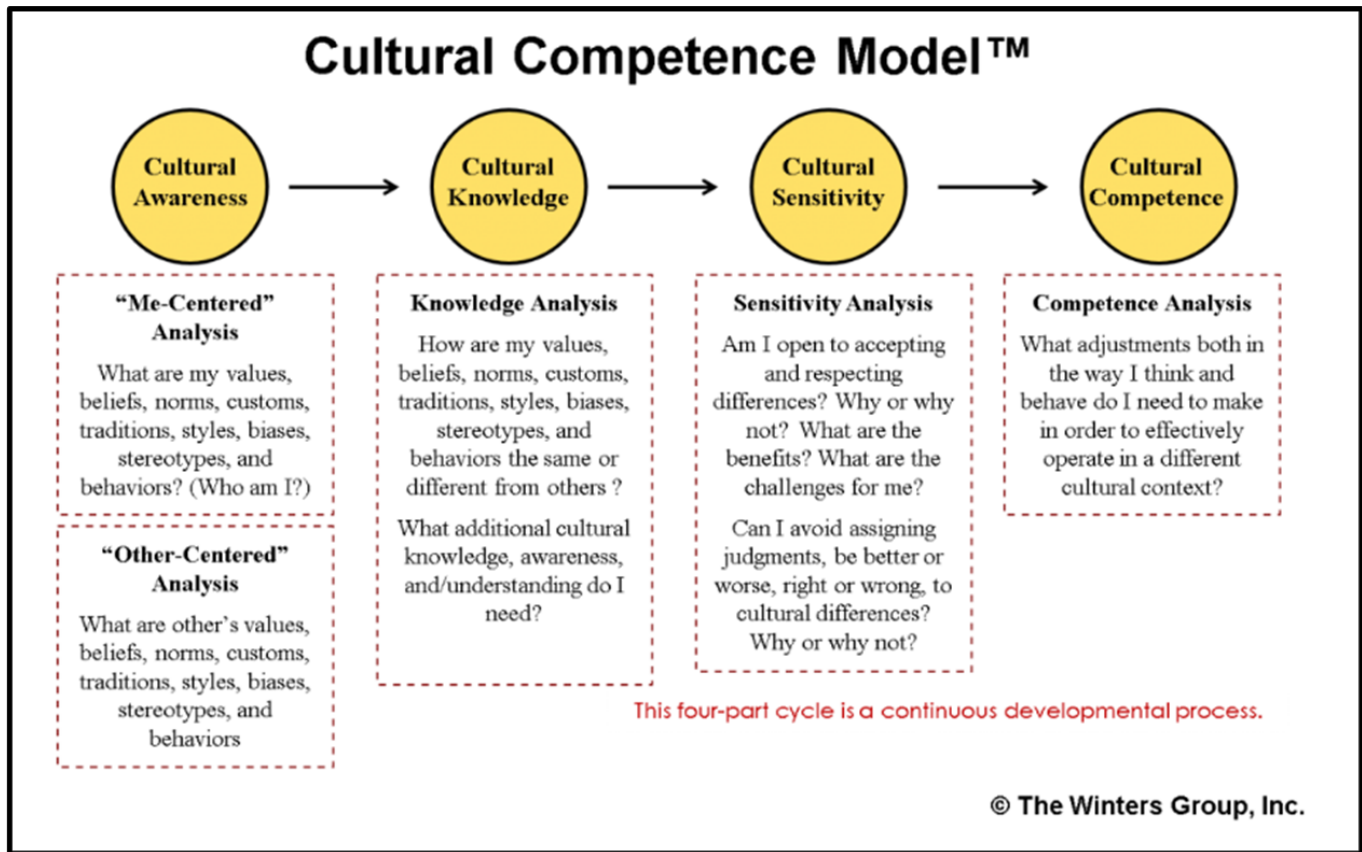 Cultural Competence Model™
Cultural
Awareness
Cultural
Knowledge
Cultural
Sensitivity
Cultural
Competence
“Me-Centered”
Analysis
What are my values,
beliefs, norms, customs,
traditions, styles, biases,
stereotypes, and
behaviors? (Who am I?)
“Other-Centered”
Analysis
What are other’s values,
beliefs, norms, customs,
traditions, styles, biases,
stereotypes, and
behaviors
Knowledge Analysis
How are my values,
beliefs, norms, customs,
traditions, styles, biases,
stereotypes, and
behaviors the same or
different from others ?
What additional cultural
knowledge, awareness,
and/understanding do I
need?
Sensitivity Analysis
Am I open to accepting
and respecting
differences? Why or why
not? What are the
benefits? What are the
challenges for me?
Can I avoid assigning
judgments, be better or
worse, right or wrong, to
cultural differences?
Why or why not?
Competence Analysis
What adjustments both in
the way I think and
behave do I need to make
in order to effectively
operate in a different
cultural context?
This four-part cycle is a continuous developmental process.
© The Winters Group, Inc.